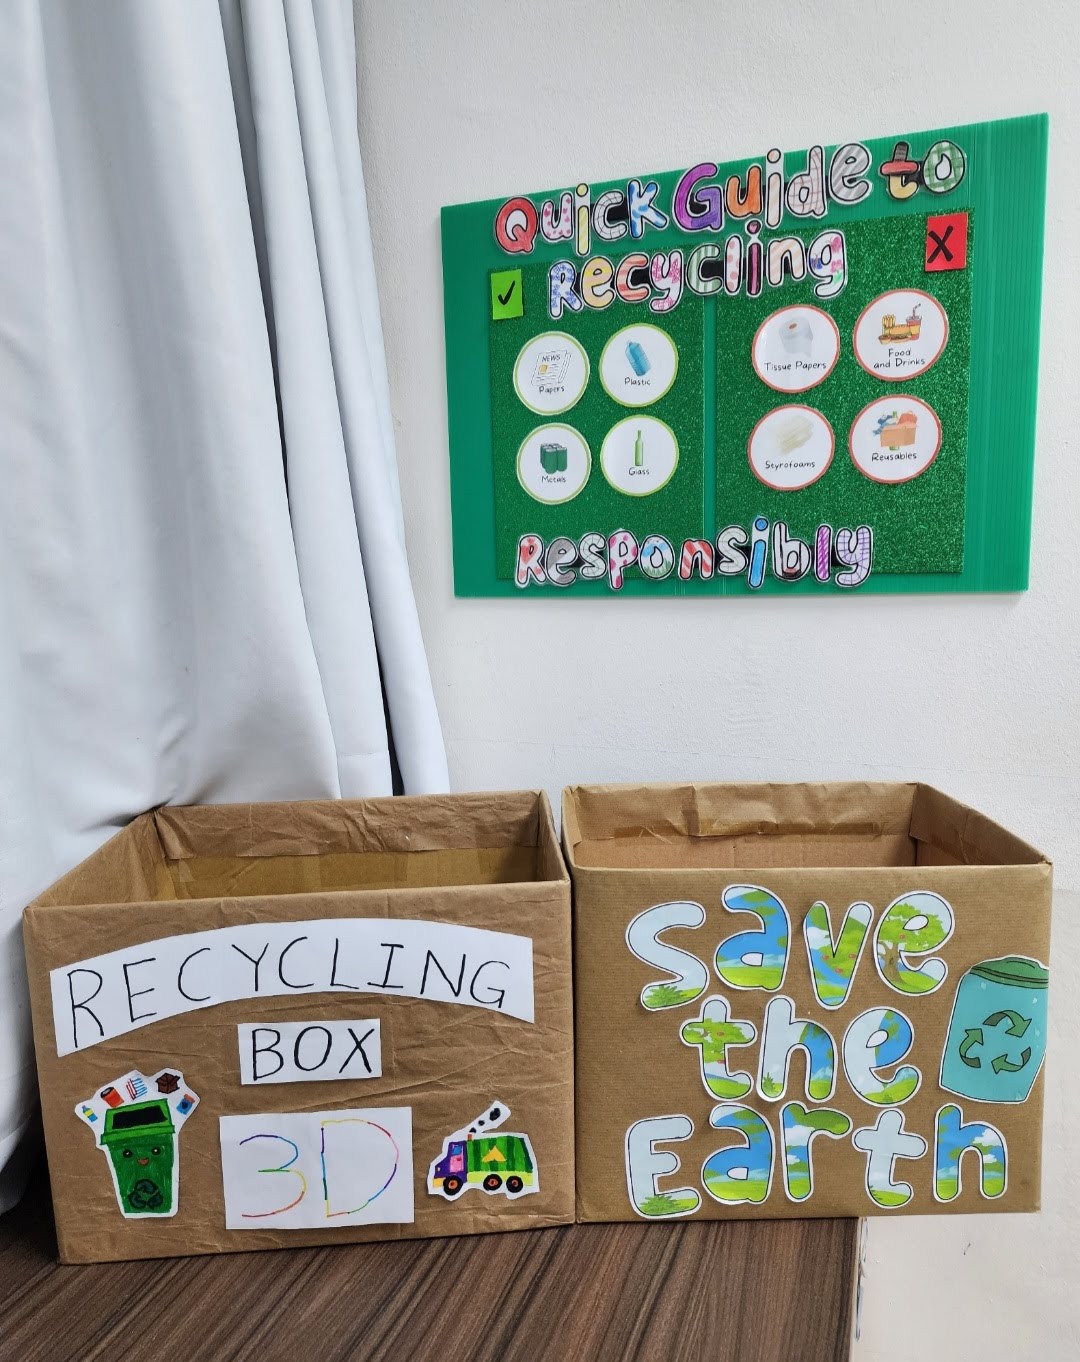 Quick Guide to
Recycling
✓
X
NEWS
Papers
Plastic
Metals
Glass
Tissue Papers
Food
and Drinks
Styrofoams
Reusables
Responsibly
RECYCLING
BOX
3D
Save
the
Earth